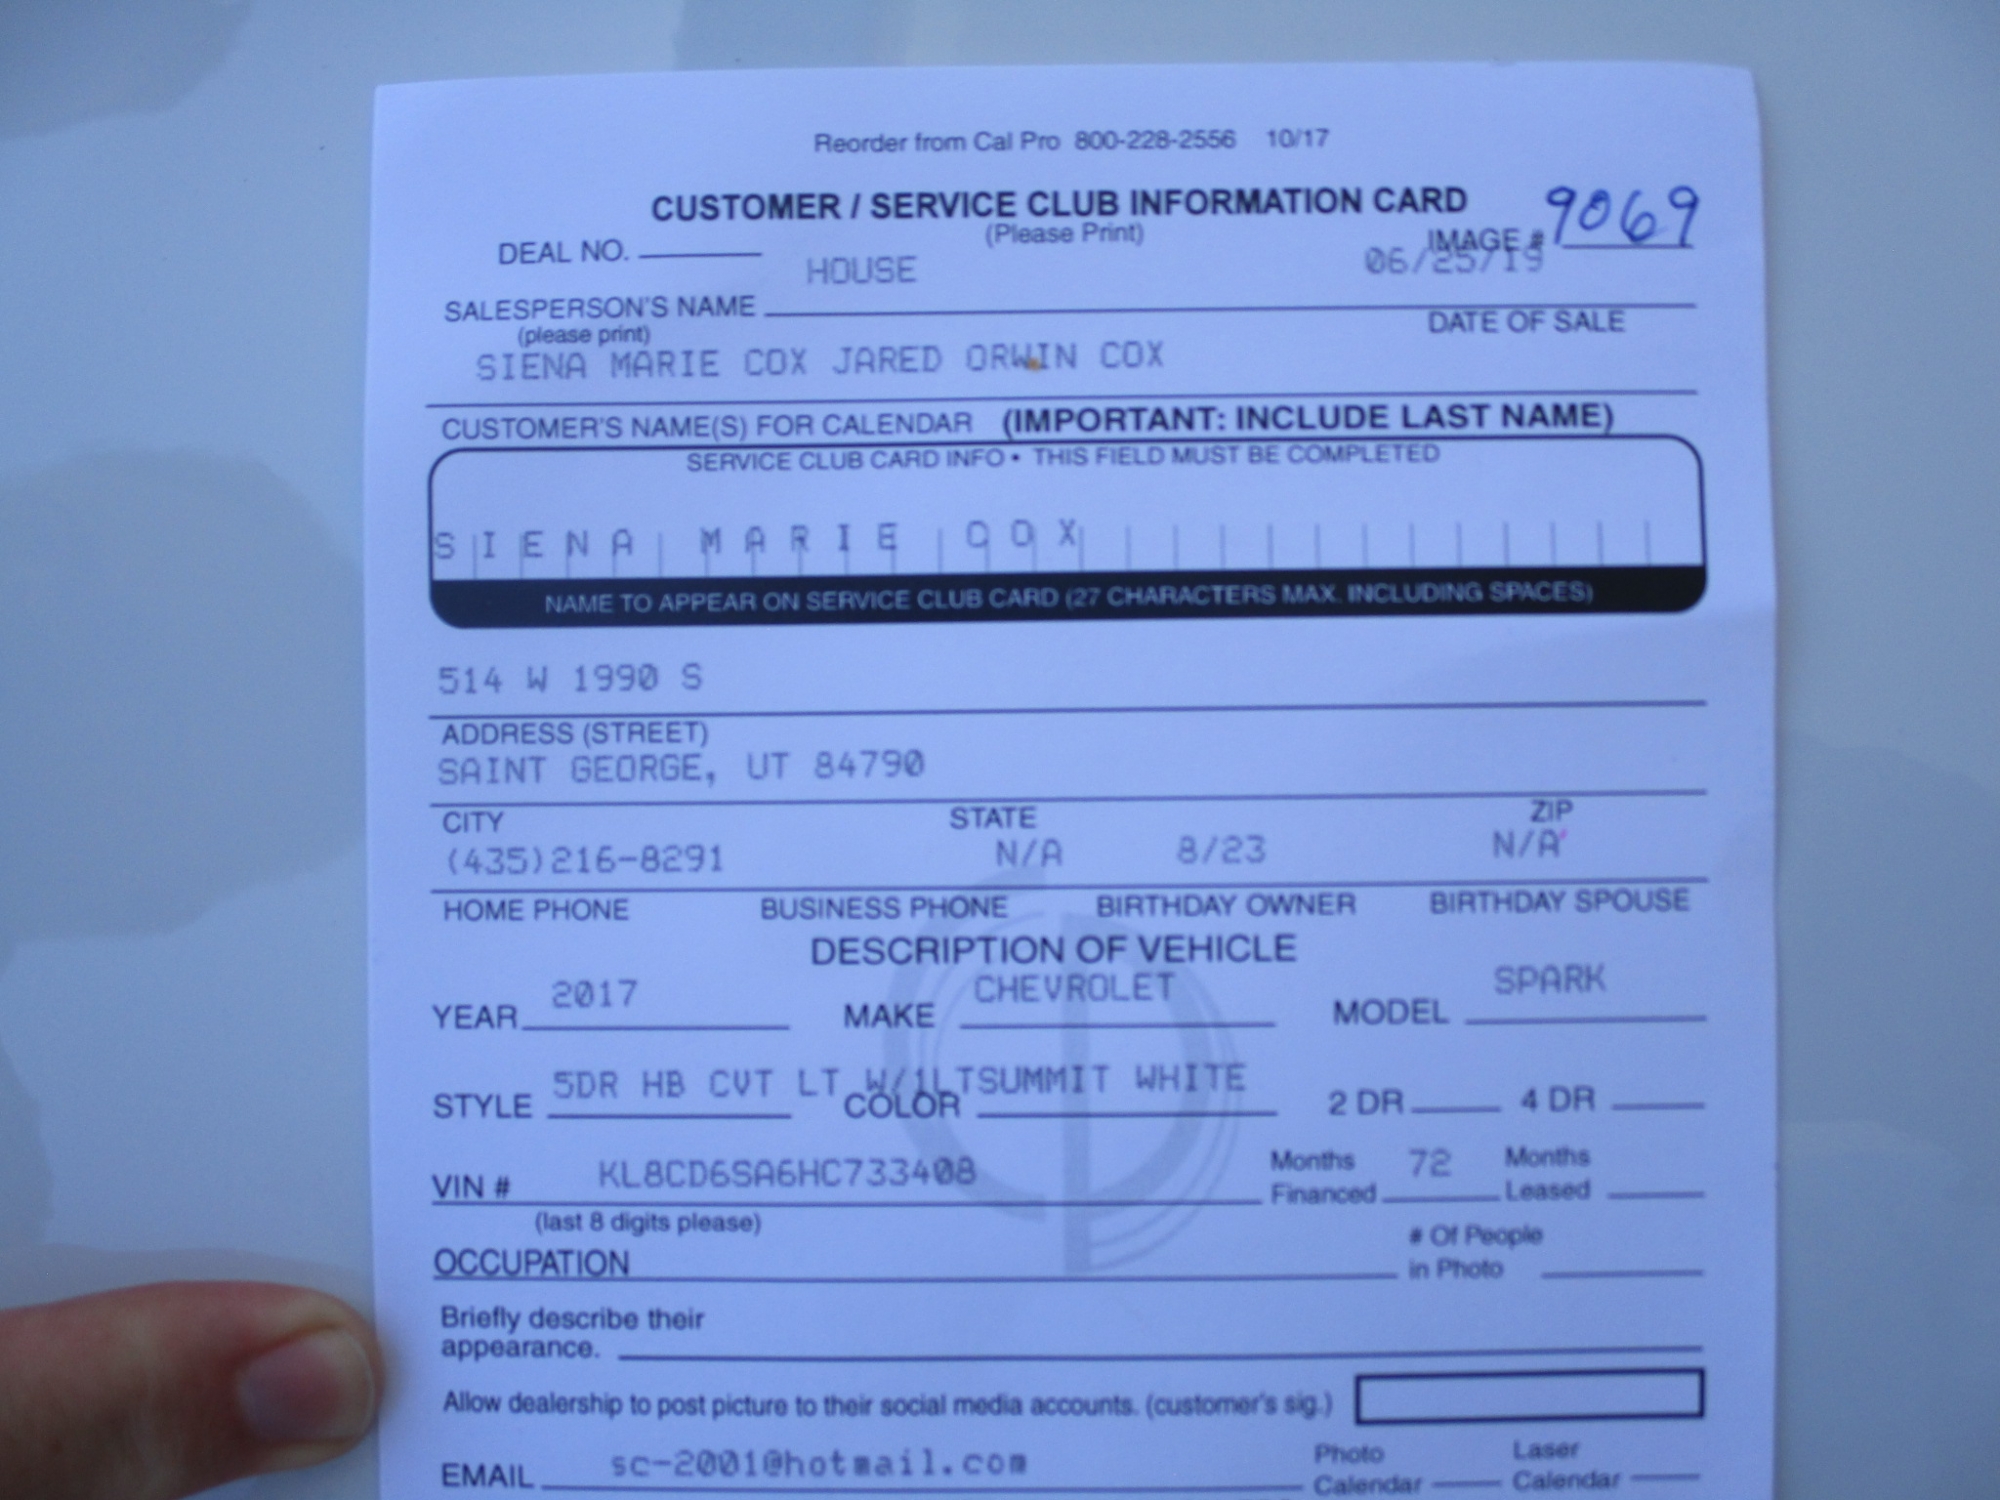 Reorder from Cal Pro 800-228-2556 10/17
CUSTOMER / SERVICE CLUB INFORMATION CARD
(Please Print)
IMAGE # 9069
DEAL NO.
HOUSE 06/25/19
SALESPERSON'S NAME
(please print)
DATE OF SALE
SIENA MARIE COX JARED ORWIN COX
CUSTOMER'S NAME(S) FOR CALENDAR (IMPORTANT: INCLUDE LAST NAME)
SERVICE CLUB CARD INFO • THIS FIELD MUST BE COMPLETED
SIENA MARIE COX
NAME TO APPEAR ON SERVICE CLUB CARD (27 CHARACTERS MAX. INCLUDING SPACES)
514 W 1990 S
ADDRESS (STREET)
SAINT GEORGE, UT 84790
CITY STATE ZIP
(435)216-8291 N/A 8/23 N/A
HOME PHONE BUSINESS PHONE BIRTHDAY OWNER BIRTHDAY SPOUSE
DESCRIPTION OF VEHICLE
YEAR 2017 MAKE CHEVROLET MODEL SPARK
STYLE 5DR HB CVT LT W/1LT COLOR SUMMIT WHITE 2 DR 4 DR
VIN # KL8CD6SA6HC733408 Months Financed 72 Months Leased
(last 8 digits please)
OCCUPATION # Of People in Photo
Briefly describe their
appearance.
Allow dealership to post picture to their social media accounts. (customer's sig.)
EMAIL sc-2001@hotmail.com Photo Calendar Laser Calendar